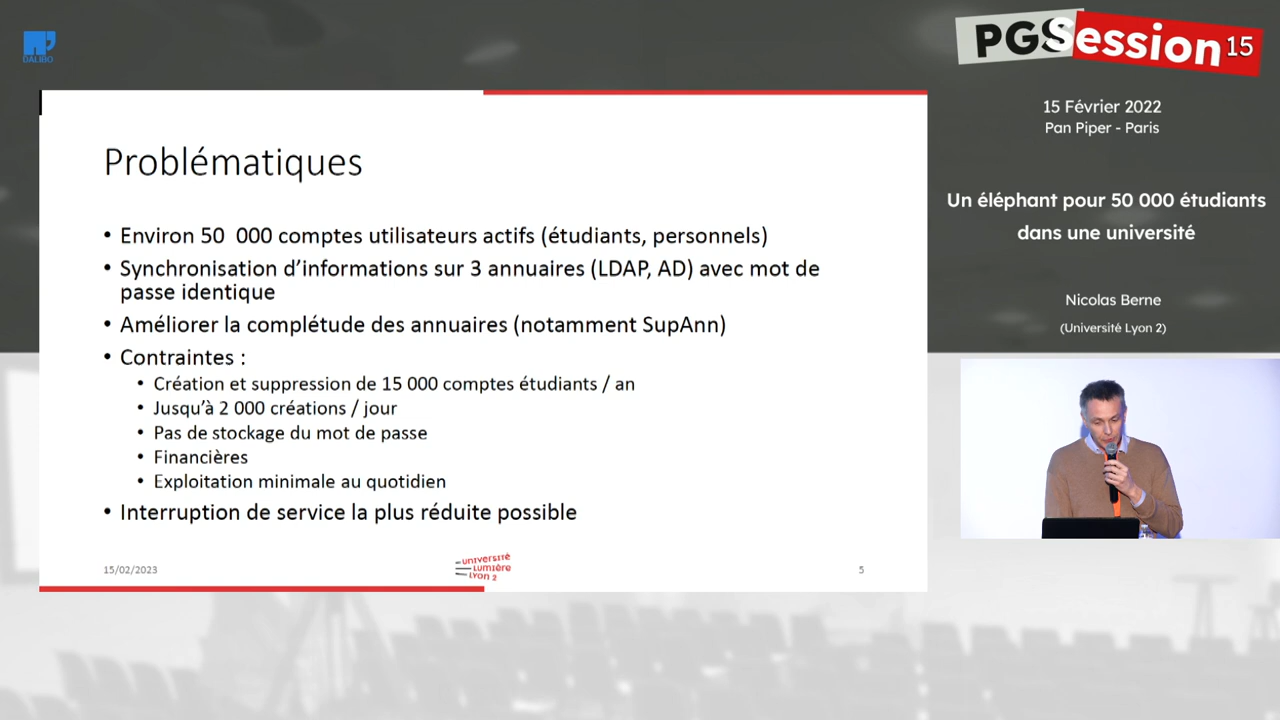 DALIBO
PGSession 15
15 Février 2022
Pan Piper - Paris
Un éléphant pour 50 000 étudiants
dans une université
Nicolas Berne
(Université Lyon 2)
Problématiques
• Environ 50 000 comptes utilisateurs actifs (étudiants, personnels)
• Synchronisation d’informations sur 3 annuaires (LDAP, AD) avec mot de
passe identique
• Améliorer la complétude des annuaires (notamment SupAnn)
• Contraintes :
• Création et suppression de 15 000 comptes étudiants / an
• Jusqu’à 2 000 créations / jour
• Pas de stockage du mot de passe
• Financières
• Exploitation minimale au quotidien
• Interruption de service la plus réduite possible
15/02/2023
université
Lumière
Lyon 2
5